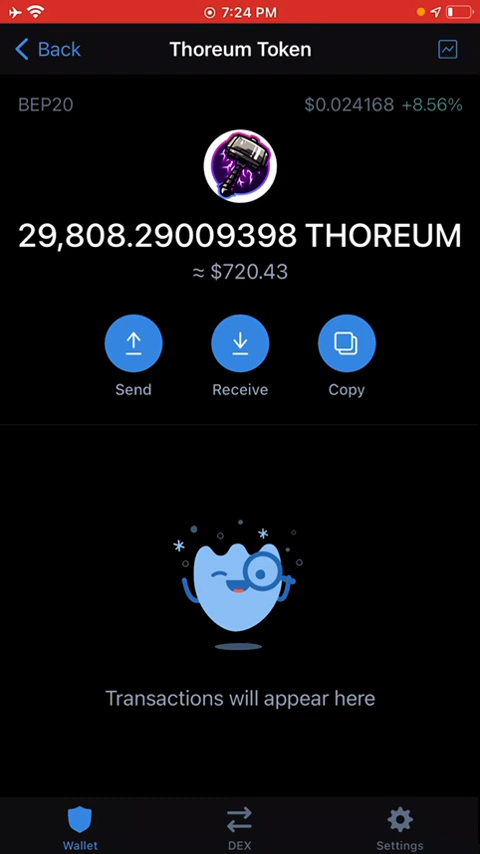 7:24 PM
Back
Thoreum Token
BEP20
$0.024168 +8.56%
29,808.29009398 THOREUM
≈ $720.43
Send
Receive
Copy
Transactions will appear here
Wallet
DEX
Settings